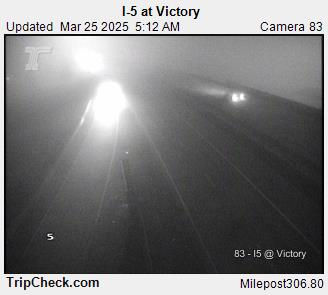 I-5 at Victory
Updated Mar 25 2025 5:12 AM Camera 83
S
83 - I5 @ Victory
TripCheck.com Milepost306.80